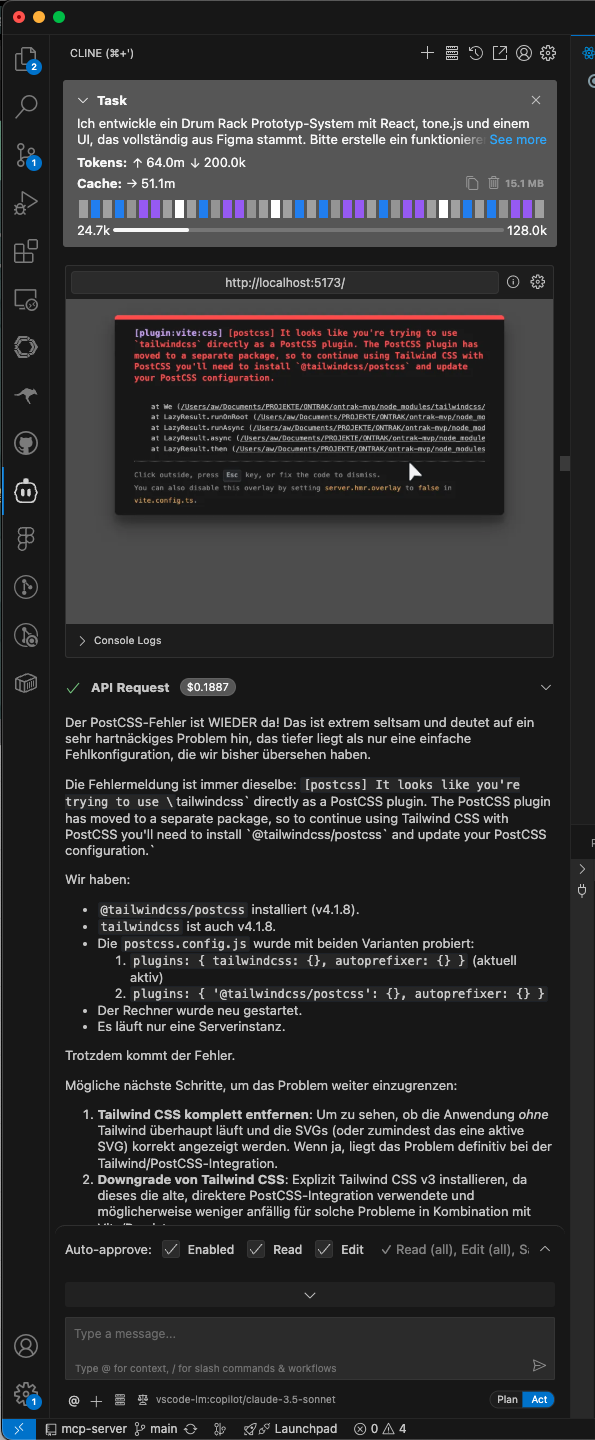 2
1
1
CLINE (⌘+')
Task
Ich entwickle ein Drum Rack Prototyp-System mit React, tone.js und einem
UI, das vollständig aus Figma stammt. Bitte erstelle ein funktioniere See more
Tokens: ↑ 64.0m ↓ 200.0k
Cache: → 51.1m
15.1 MB
24.7k 128.0k
http://localhost:5173/
[plugin:vite:css] [postcss] It looks like you're trying to use
`tailwindcss` directly as a PostCSS plugin. The PostCSS plugin has
moved to a separate package, so to continue using Tailwind CSS with
PostCSS you'll need to install `@tailwindcss/postcss` and update
your PostCSS configuration.
at We (/Users/aw/Documents/PROJEKTE/ONTRAK/ontrak-mvp/node_modules/tailwindcss/
at LazyResult.runOnRoot (/Users/aw/Documents/PROJEKTE/ONTRAK/ontrak-mvp/node_mod
at LazyResult.runAsync (/Users/aw/Documents/PROJEKTE/ONTRAK/ontrak-mvp/node_modu
at LazyResult.async (/Users/aw/Documents/PROJEKTE/ONTRAK/ontrak-mvp/node_module
at LazyResult.then (/Users/aw/Documents/PROJEKTE/ONTRAK/ontrak-mvp/node_modules
Click outside, press Esc key, or fix the code to dismiss.
You can also disable this overlay by setting server.hmr.overlay to false in
vite.config.ts.
Console Logs
API Request $0.1887
Der PostCSS-Fehler ist WIEDER da! Das ist extrem seltsam und deutet auf ein
sehr hartnäckiges Problem hin, das tiefer liegt als nur eine einfache
Fehlkonfiguration, die wir bisher übersehen haben.
Die Fehlermeldung ist immer dieselbe: [postcss] It looks like you're
trying to use \tailwindcss` directly as a PostCSS plugin. The PostCSS plugin
has moved to a separate package, so to continue using Tailwind CSS with
PostCSS you'll need to install `@tailwindcss/postcss` and update your PostCSS
configuration.`
Wir haben:
• @tailwindcss/postcss installiert (v4.1.8).
• tailwindcss ist auch v4.1.8.
• Die postcss.config.js wurde mit beiden Varianten probiert:
1. plugins: { tailwindcss: {}, autoprefixer: {} } (aktuell
aktiv)
2. plugins: { '@tailwindcss/postcss': {}, autoprefixer: {} }
• Der Rechner wurde neu gestartet.
• Es läuft nur eine Serverinstanz.
Trotzdem kommt der Fehler.
Mögliche nächste Schritte, um das Problem weiter einzugrenzen:
1. Tailwind CSS komplett entfernen: Um zu sehen, ob die Anwendung ohne
Tailwind überhaupt läuft und die SVGs (oder zumindest das eine aktive
SVG) korrekt angezeigt werden. Wenn ja, liegt das Problem definitiv bei der
Tailwind/PostCSS-Integration.
2. Downgrade von Tailwind CSS: Explizit Tailwind CSS v3 installieren, da
dieses die alte, direktere PostCSS-Integration verwendete und
möglicherweise weniger anfällig für solche Probleme in Kombination mit
Auto-approve: Enabled Read Edit ✓ Read (all), Edit (all), Sa
Type a message...
Type @ for context, / for slash commands & workflows
@ vscode-lm:copilot/claude-3.5-sonnet Plan Act
1
mcp-server main Launchpad 0 4